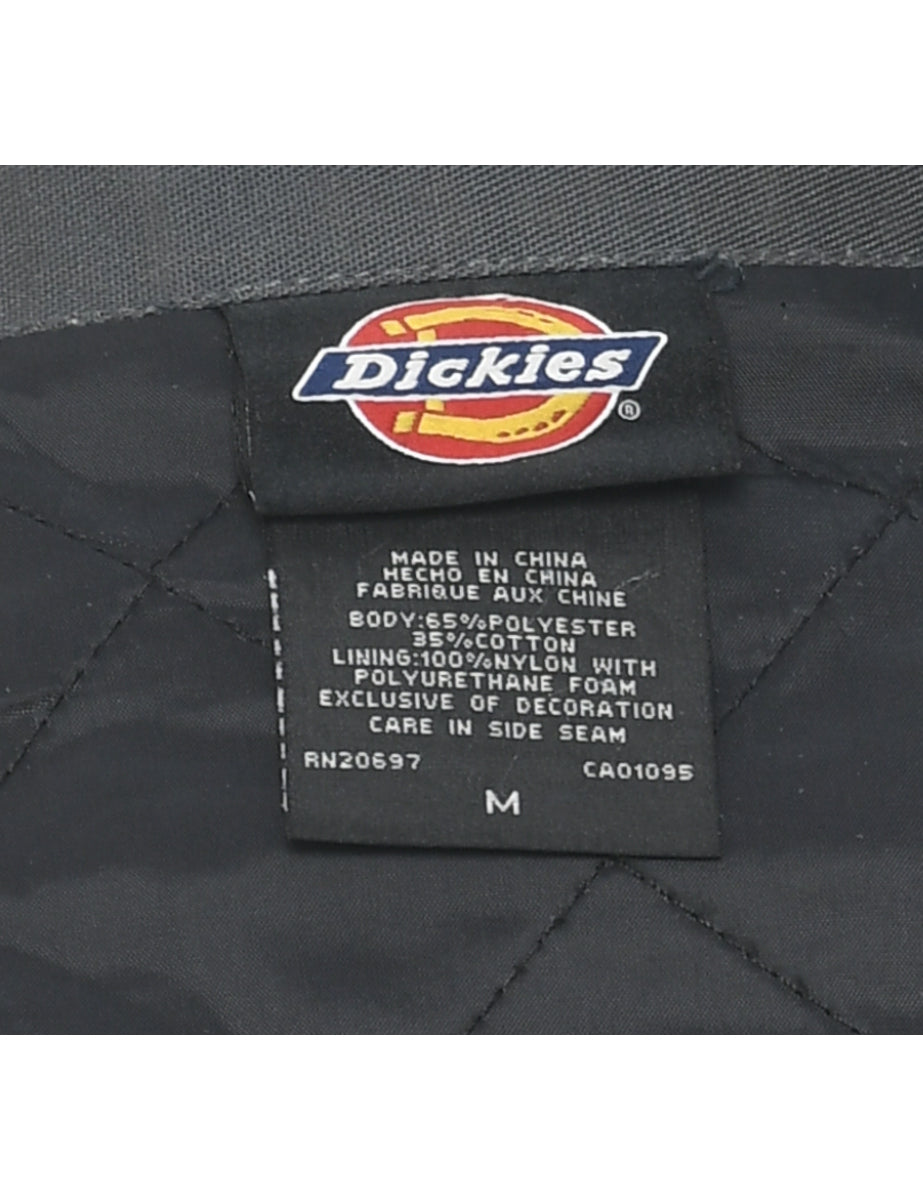 Dickies
®
MADE IN CHINA
HECHO EN CHINA
FABRIQUE AUX CHINE
BODY:65%POLYESTER
35%COTTON
LINING:100%NYLON WITH
POLYURETHANE FOAM
EXCLUSIVE OF DECORATION
CARE IN SIDE SEAM
RN20697 CA01095
M